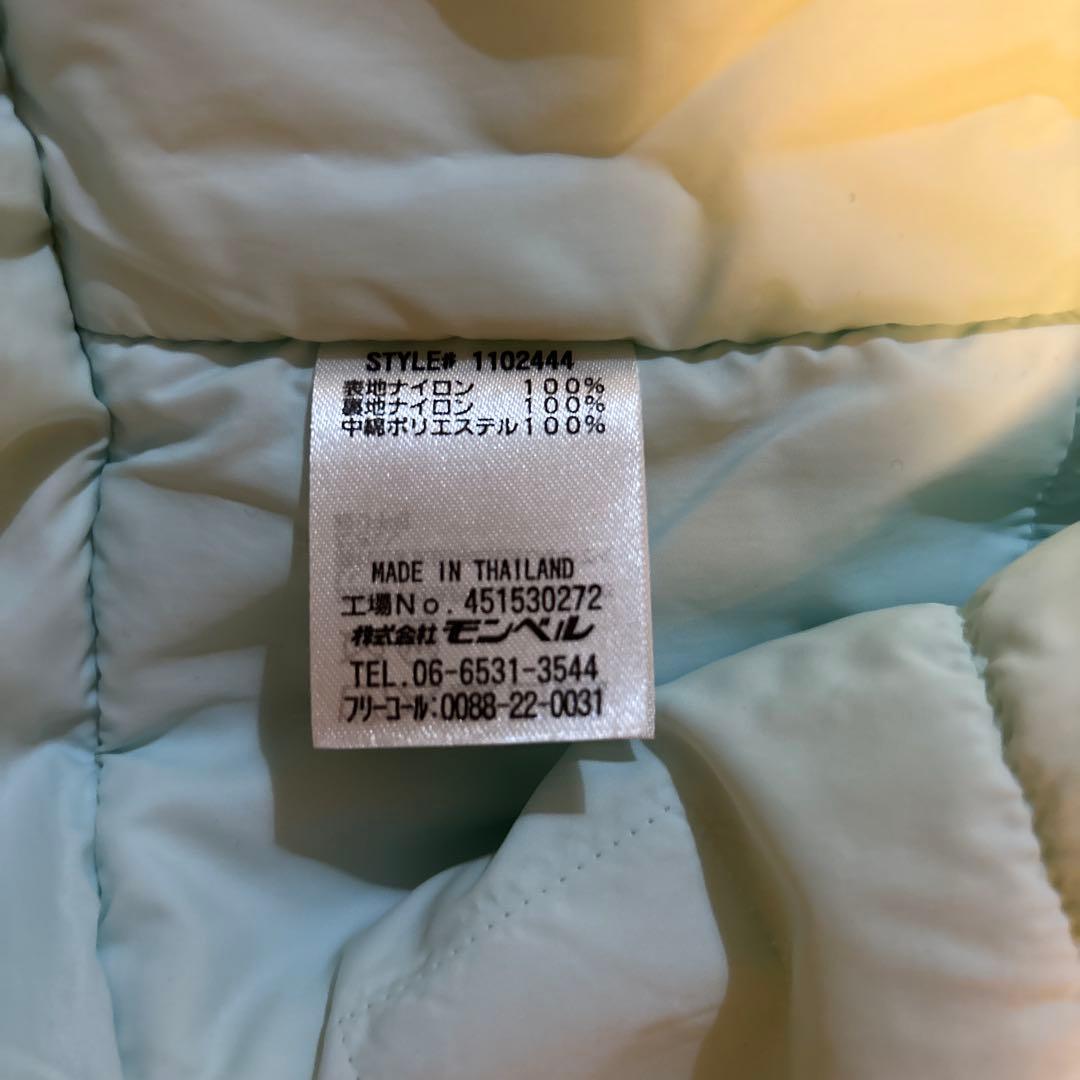 STYLE# 1102444
表地ナイロン 100%
裏地ナイロン 100%
中綿ポリエステル100%
MADE IN THAILAND
工場No. 451530272
株式会社 モンベル
TEL.06-6531-3544
フリーコール:0088-22-0031